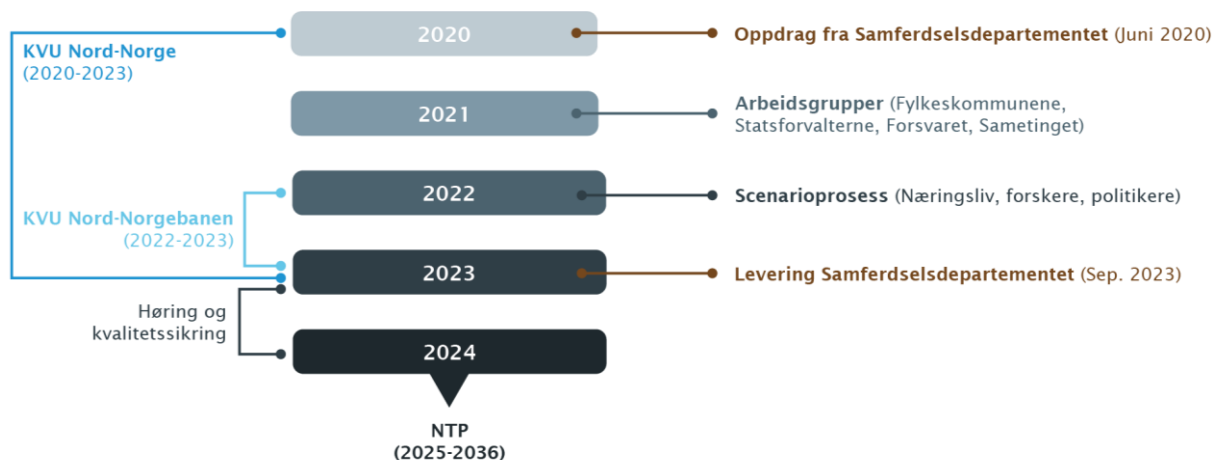 2020
Oppdrag fra Samferdselsdepartementet (Juni 2020)
KVU Nord-Norge
(2020-2023)
2021
Arbeidsgrupper (Fylkeskommunene,
Statsforvalterne, Forsvaret, Sametinget)
2022
Scenarioprosess (Næringsliv, forskere, politikere)
KVU Nord-Norgebanen
(2022-2023)
2023
Levering Samferdselsdepartementet (Sep. 2023)
Høring og
kvalitetssikring
2024
NTP
(2025-2036)